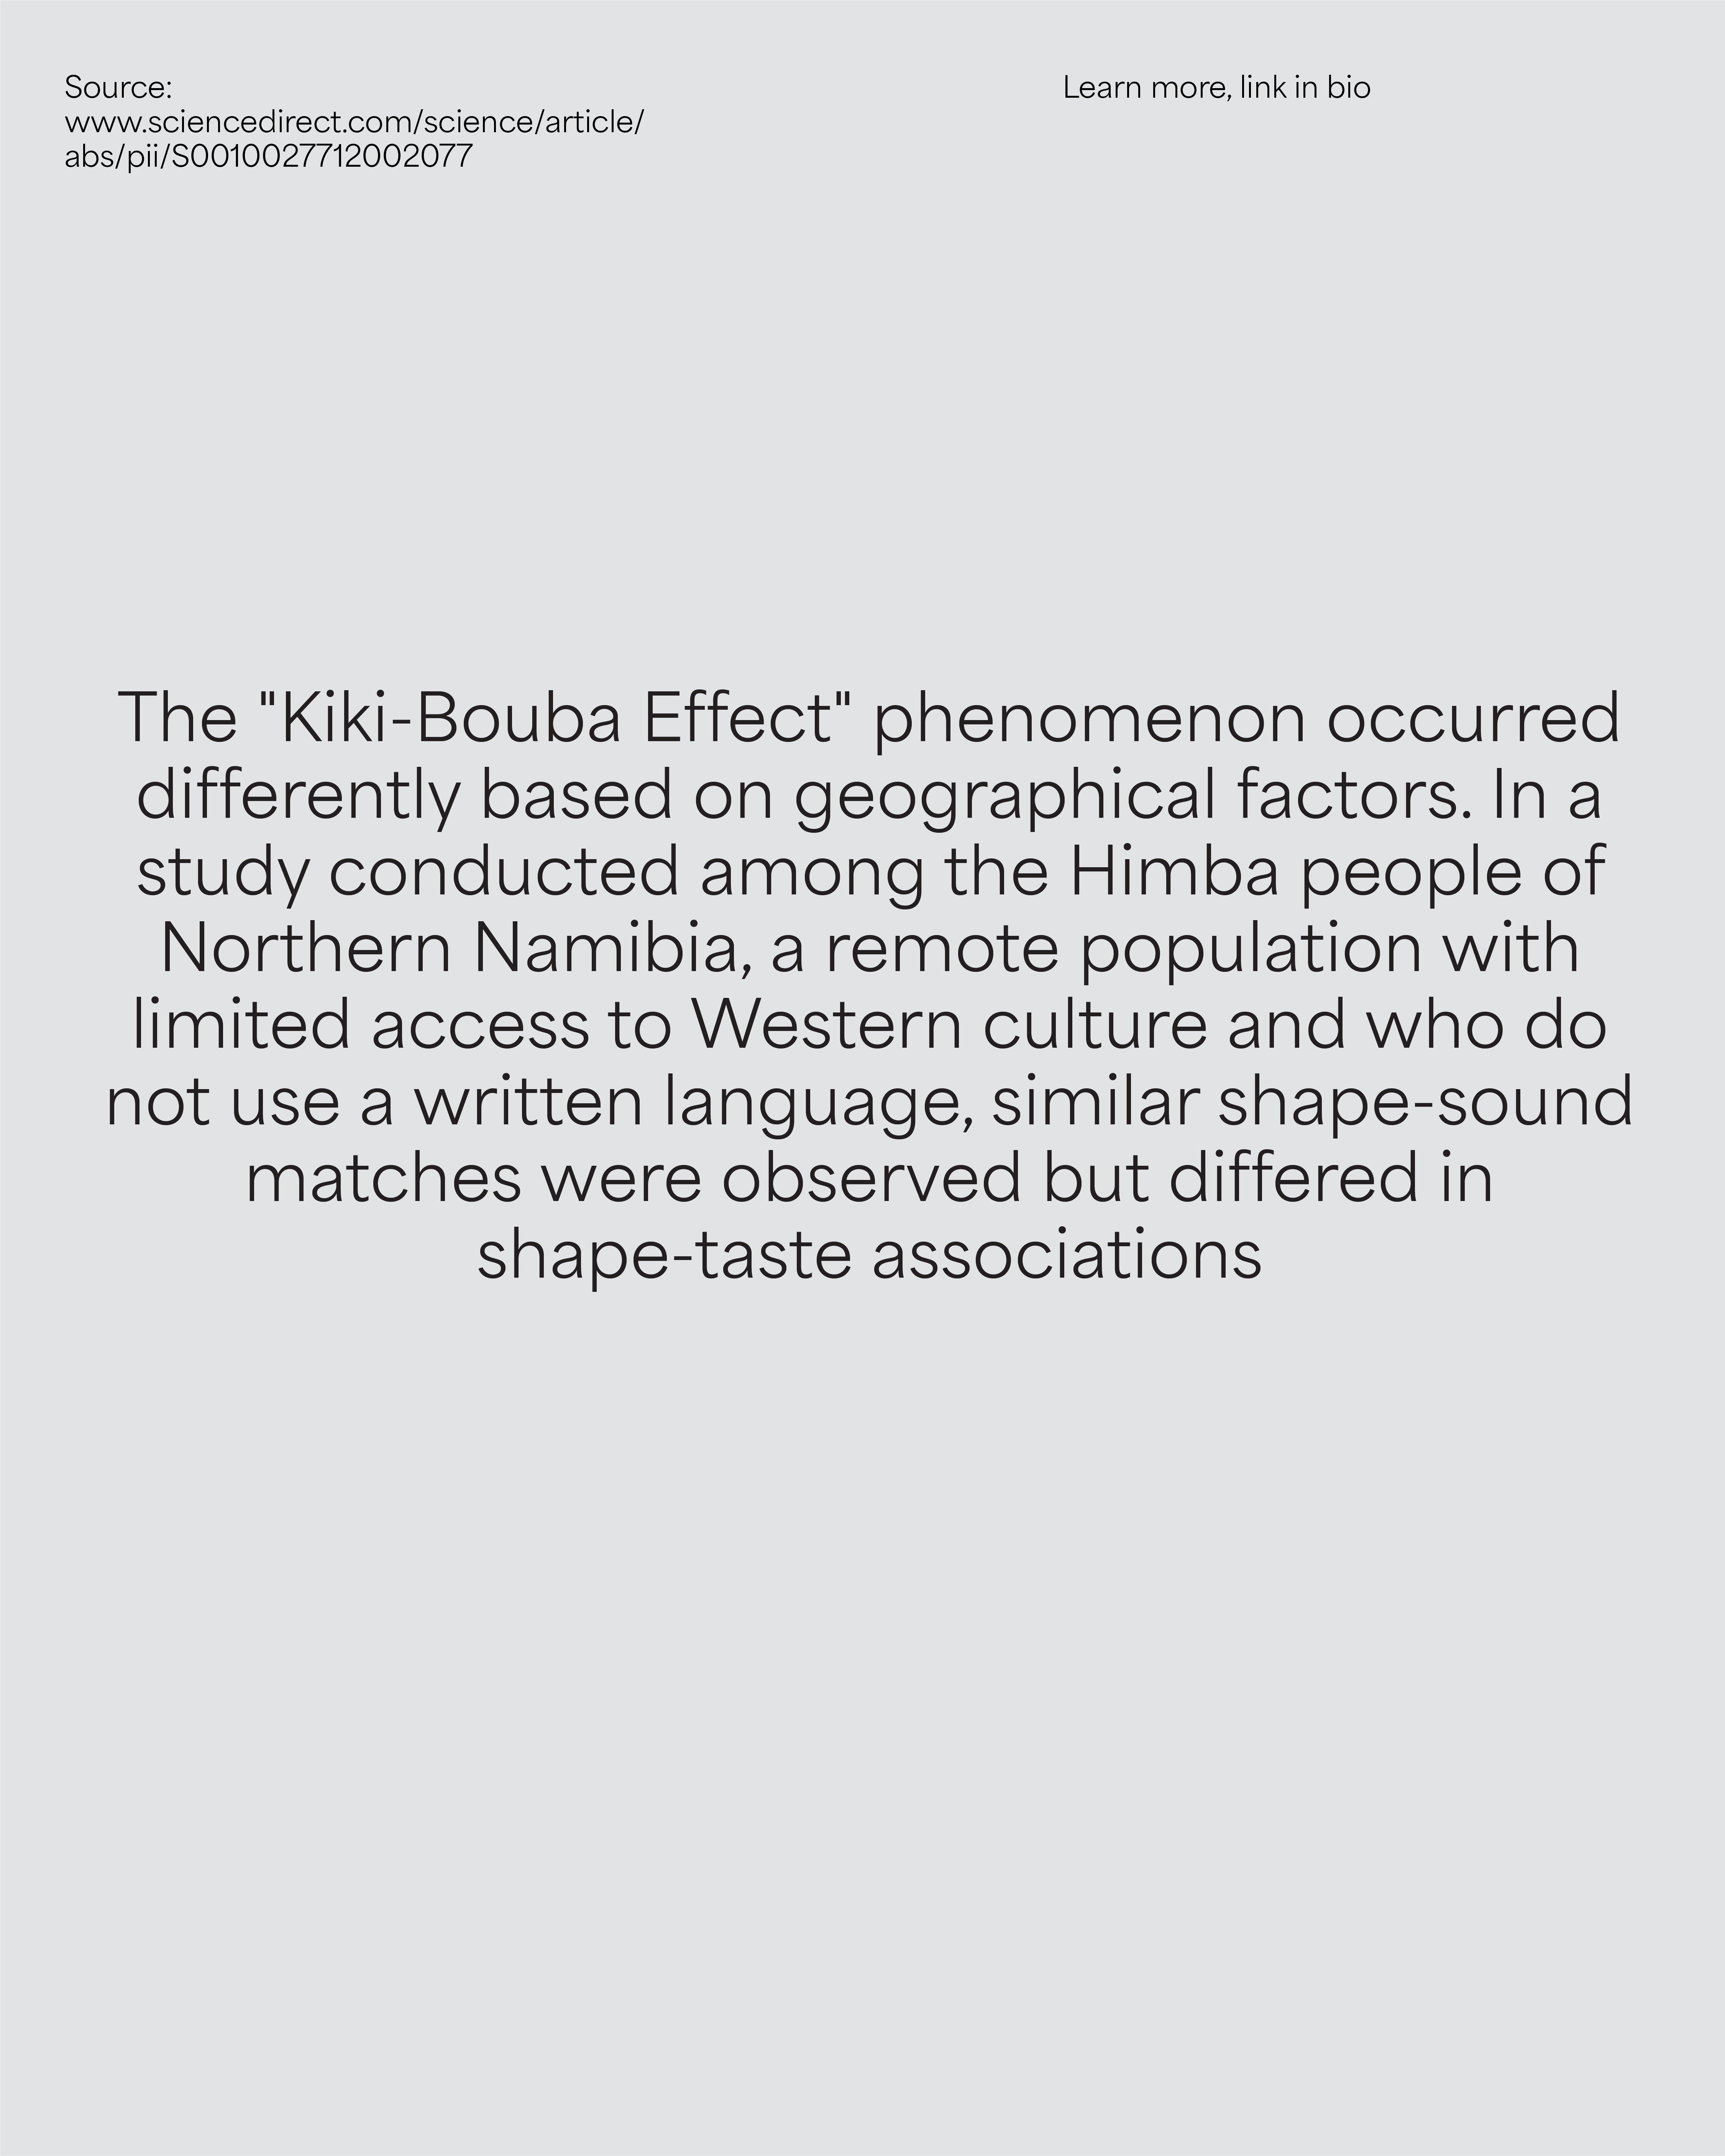 Source:
www.sciencedirect.com/science/article/
abs/pii/S0010027712002077
Learn more, link in bio
The "Kiki-Bouba Effect" phenomenon occurred
differently based on geographical factors. In a
study conducted among the Himba people of
Northern Namibia, a remote population with
limited access to Western culture and who do
not use a written language, similar shape-sound
matches were observed but differed in
shape-taste associations